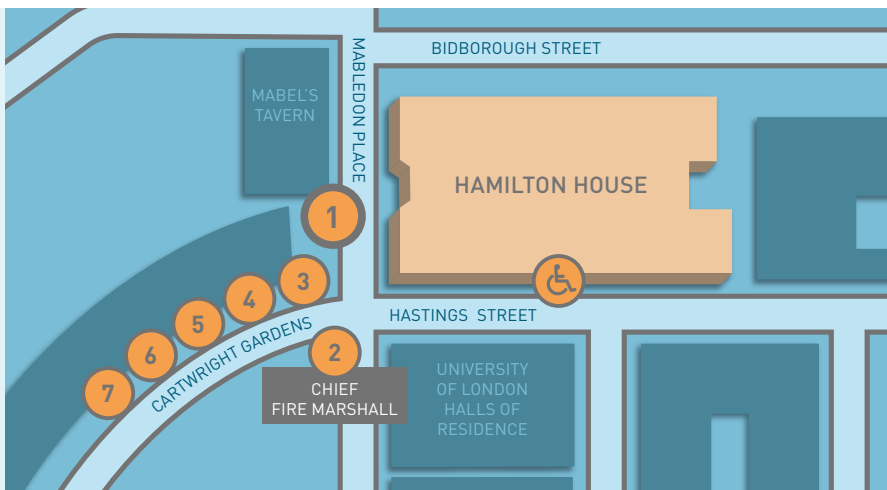 BIDBOROUGH STREET
MABLEDON PLACE
MABEL'S
TAVERN
HAMILTON HOUSE
1
3
4
5
6
7
CARTWRIGHT GARDENS
HASTINGS STREET
2
CHIEF
FIRE MARSHALL
UNIVERSITY
OF LONDON
HALLS OF
RESIDENCE